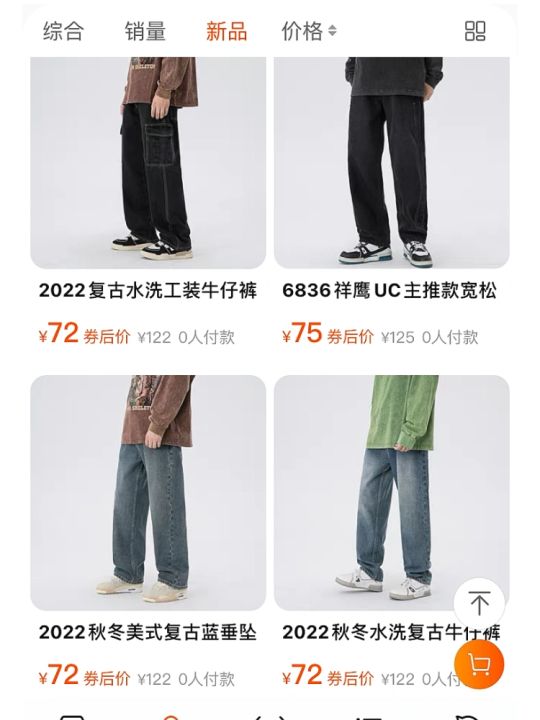 综合 销量 新品 价格
2022复古水洗工装牛仔裤
6836祥鹰UC主推款宽松
¥72 券后价 ¥122 0人付款
¥75 券后价 ¥125 0人付款
2022秋冬美式复古蓝垂坠
2022秋冬水洗复古牛仔裤
¥72 券后价 ¥122 0人付款
¥72 券后价 ¥122 0人付款